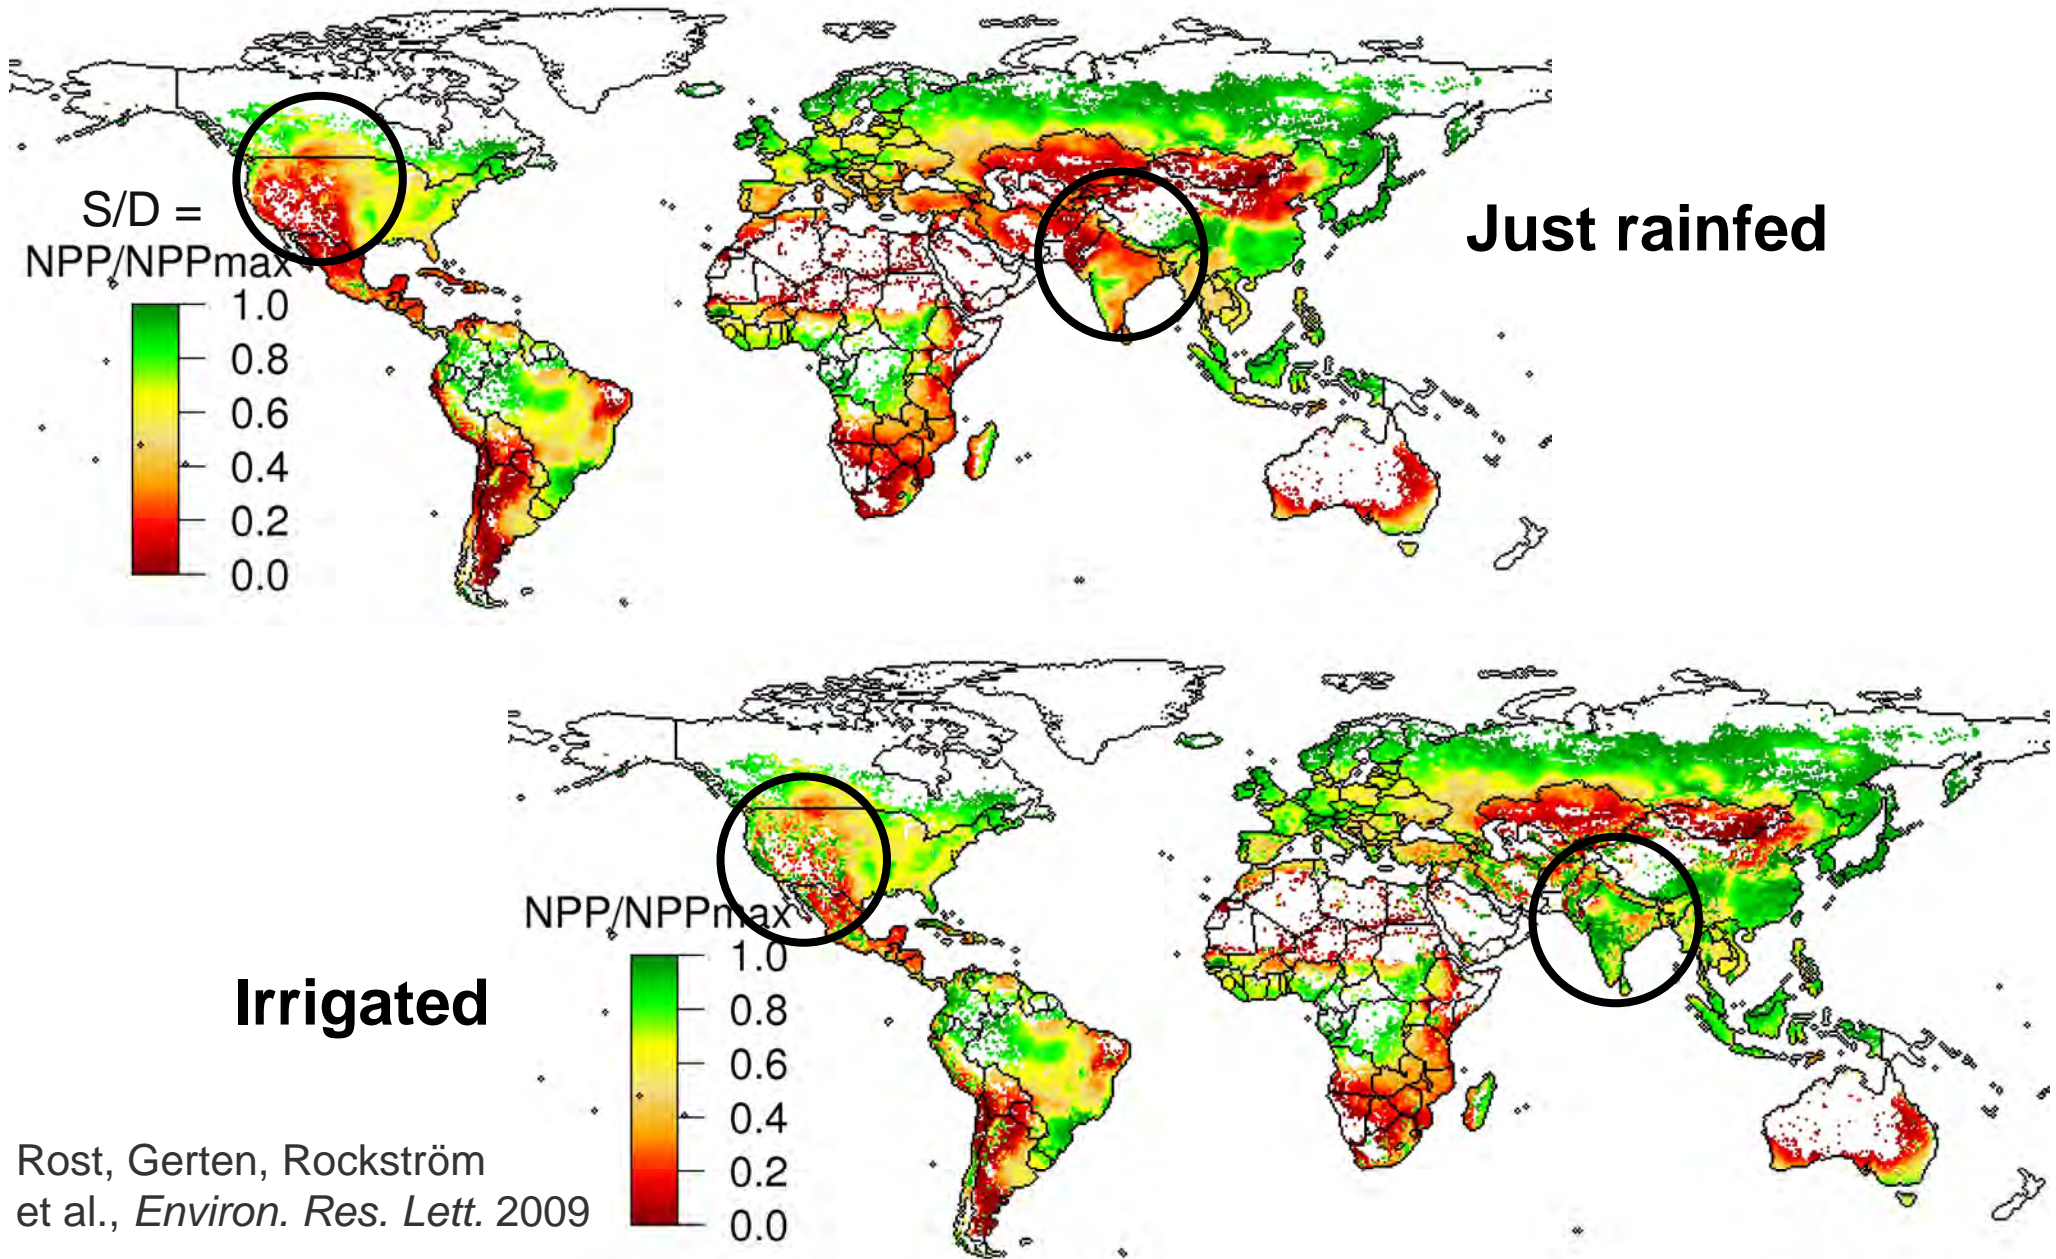 Just rainfed
S/D =
NPP/NPPmax
1.0
0.8
0.6
0.4
0.2
0.0
Irrigated
NPP/NPPmax
1.0
0.8
0.6
0.4
0.2
0.0
Rost, Gerten, Rockström
et al., Environ. Res. Lett. 2009